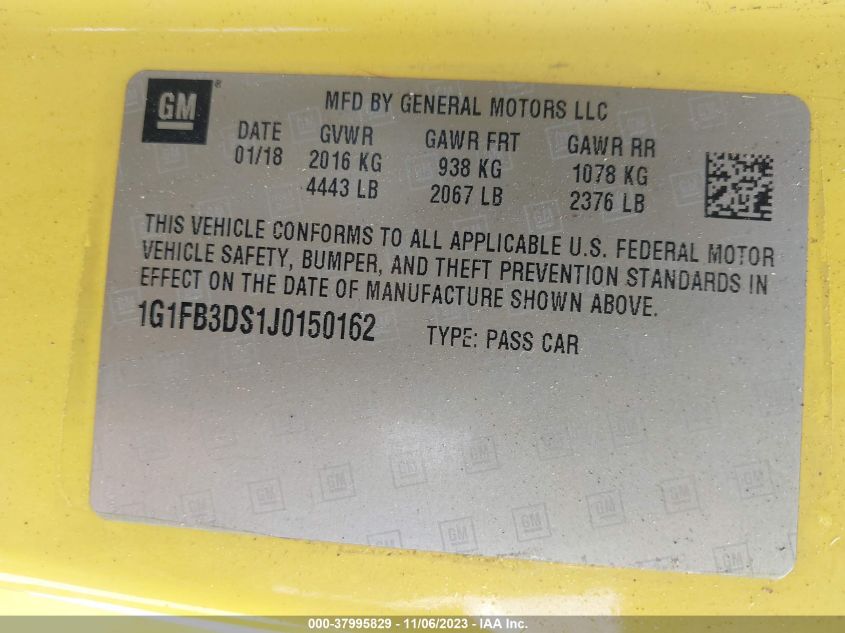 GM®
MFD BY GENERAL MOTORS LLC
DATE GVWR GAWR FRT GAWR RR
01/18 2016 KG 938 KG 1078 KG
4443 LB 2067 LB 2376 LB
THIS VEHICLE CONFORMS TO ALL APPLICABLE U.S. FEDERAL MOTOR
VEHICLE SAFETY, BUMPER, AND THEFT PREVENTION STANDARDS IN
EFFECT ON THE DATE OF MANUFACTURE SHOWN ABOVE.
1G1FB3DS1J0150162 TYPE: PASS CAR
000-37995829 - 11/06/2023 - IAA Inc.